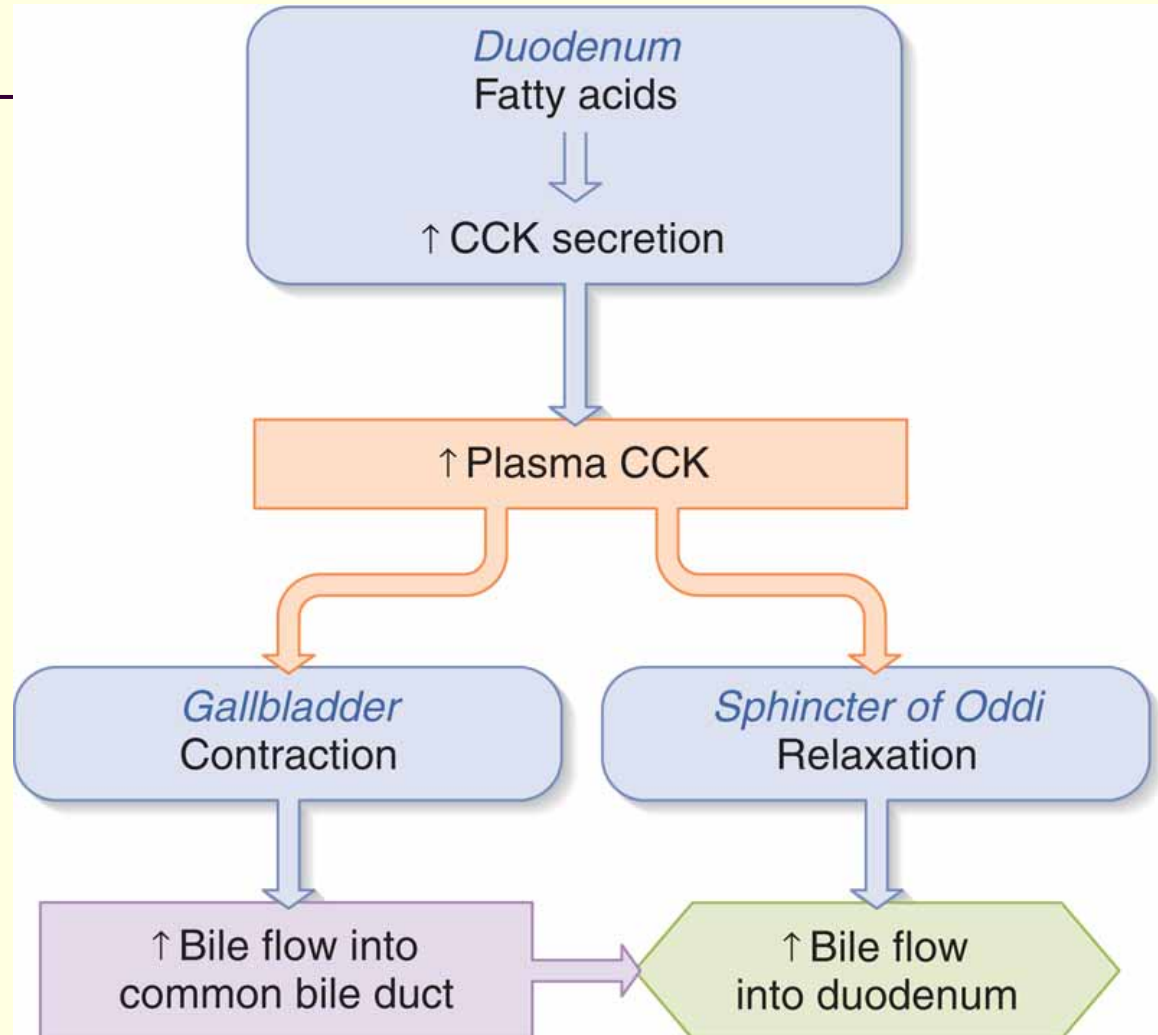 Duodenum
Fatty acids
↑ CCK secretion
↑ Plasma CCK
Gallbladder
Contraction
Sphincter of Oddi
Relaxation
↑ Bile flow into
common bile duct
↑ Bile flow
into duodenum